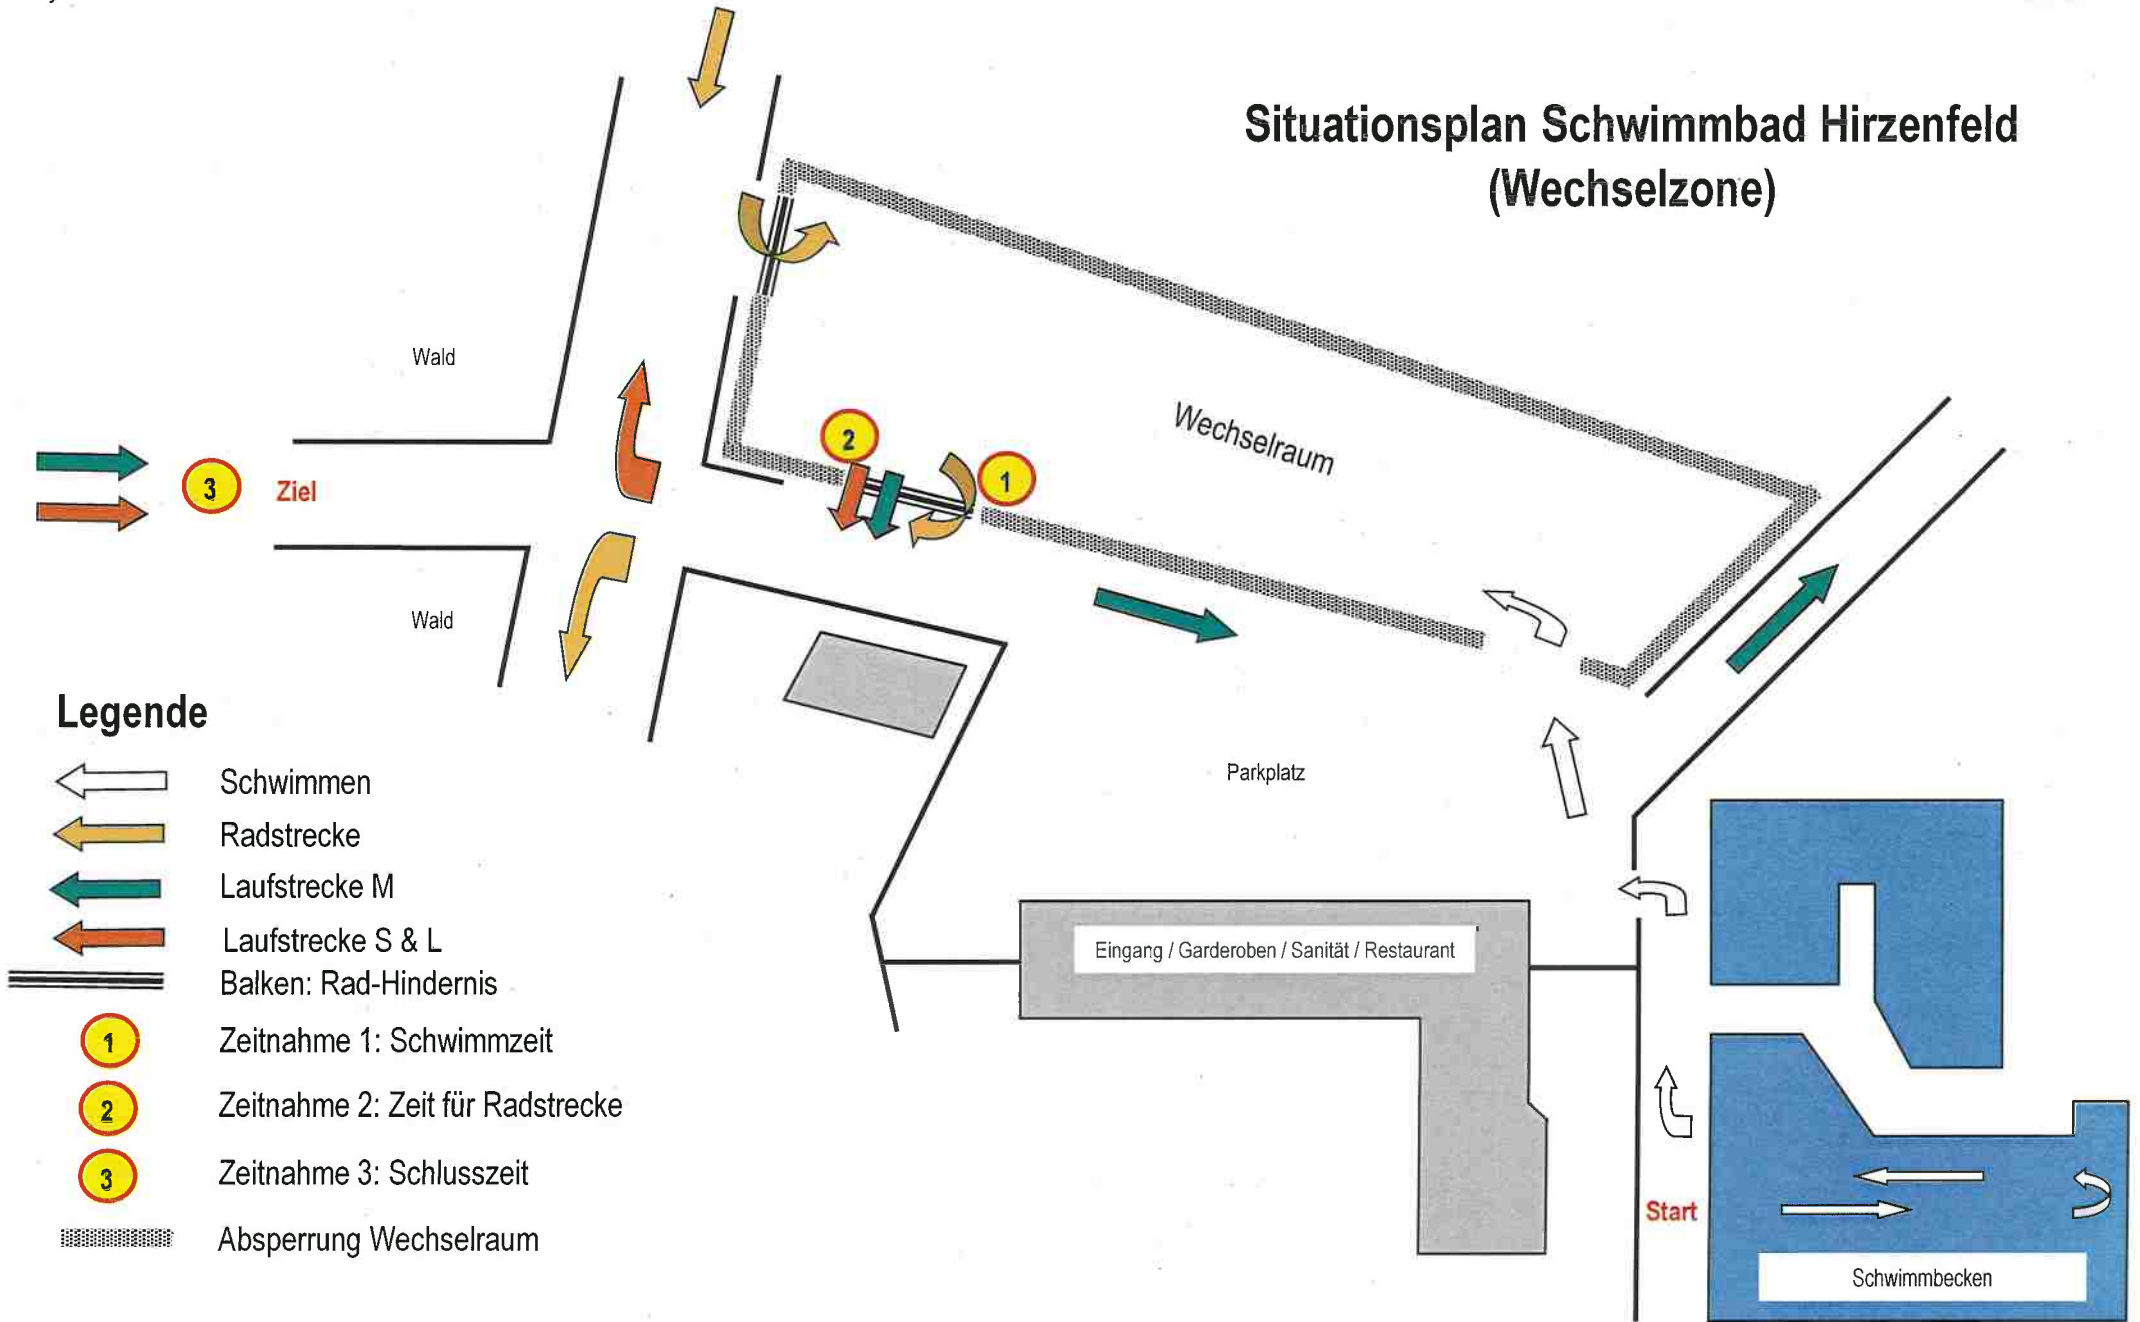 Situationsplan Schwimmbad Hirzenfeld
(Wechselzone)
Wald
Wechselraum
2
1
3
Ziel
Wald
Parkplatz
Eingang / Garderoben / Sanität / Restaurant
Start
Schwimmbecken
Legende
Schwimmen
Radstrecke
Laufstrecke M
Laufstrecke S & L
Balken: Rad-Hindernis
1 Zeitnahme 1: Schwimmzeit
2 Zeitnahme 2: Zeit für Radstrecke
3 Zeitnahme 3: Schlusszeit
Absperrung Wechselraum